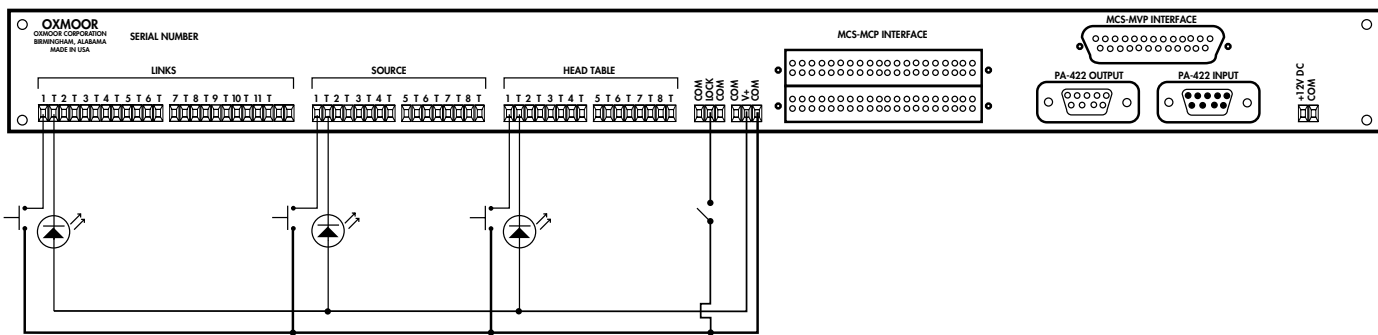 OXMOOR
OXMOOR CORPORATION
BIRMINGHAM, ALABAMA
MADE IN USA
SERIAL NUMBER
LINKS
1 T 2 T 3 T 4 T 5 T 6 T
7 T 8 T 9 T 10 T 11 T
SOURCE
1 T 2 T 3 T 4 T
5 T 6 T 7 T 8 T
HEAD TABLE
1 T 2 T 3 T 4 T
5 T 6 T 7 T 8 T
COM
LOCK
COM
COM
V+
COM
MCS-MCP INTERFACE
MCS-MVP INTERFACE
PA-422 OUTPUT
PA-422 INPUT
+12V DC
COM